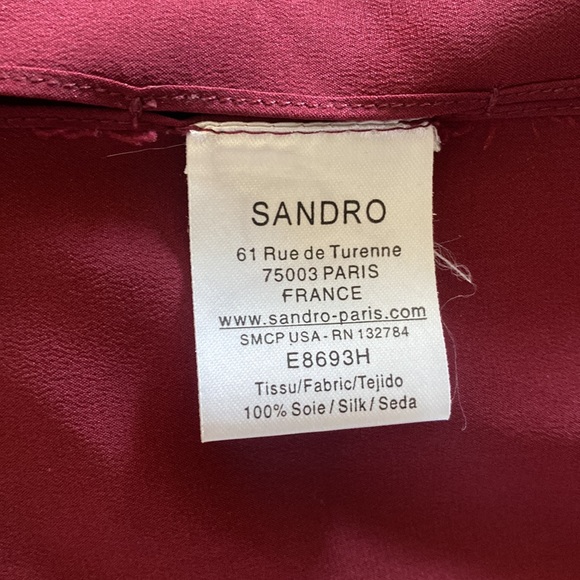 SANDRO
61 Rue de Turenne
75003 PARIS
FRANCE
www.sandro-paris.com
SMCP USA - RN 132784
E8693H
Tissu/Fabric/Tejido
100% Soie / Silk / Seda